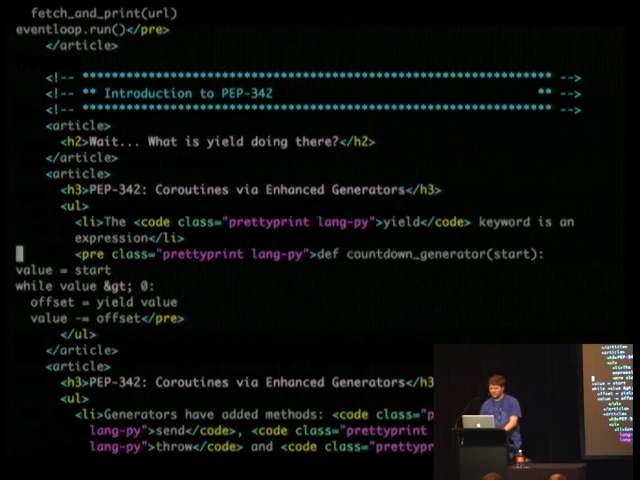 fetch_and_print(url)
eventloop.run()</pre>
</article>
<!-- **************************************************************** -->
<!-- ** Introduction to PEP-342 ** -->
<!-- **************************************************************** -->
<article>
<h2>Wait... What is yield doing there?</h2>
</article>
<article>
<h3>PEP-342: Coroutines via Enhanced Generators</h3>
<ul>
<li>The <code class="prettyprint lang-py">yield</code> keyword is an
expression</li>
<pre class="prettyprint lang-py">def countdown_generator(start):
value = start
while value &gt; 0:
offset = yield value
value -= offset</pre>
</ul>
</article>
<article>
<h3>PEP-342: Coroutines via Enhanced Generators</h3
<ul>
<li>Generators have added methods: <code class="p
lang-py">send</code>, <code class="prettyprint
lang-py">throw</code> and <code class="prettypr